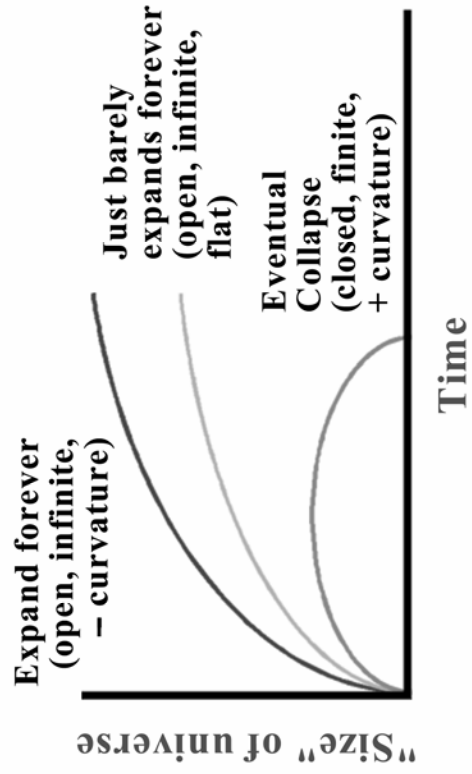 Expand forever
(open, infinite,
− curvature)
Just barely
expands forever
(open, infinite,
flat)
Eventual
Collapse
(closed, finite,
+ curvature)
"Size" of universe
Time